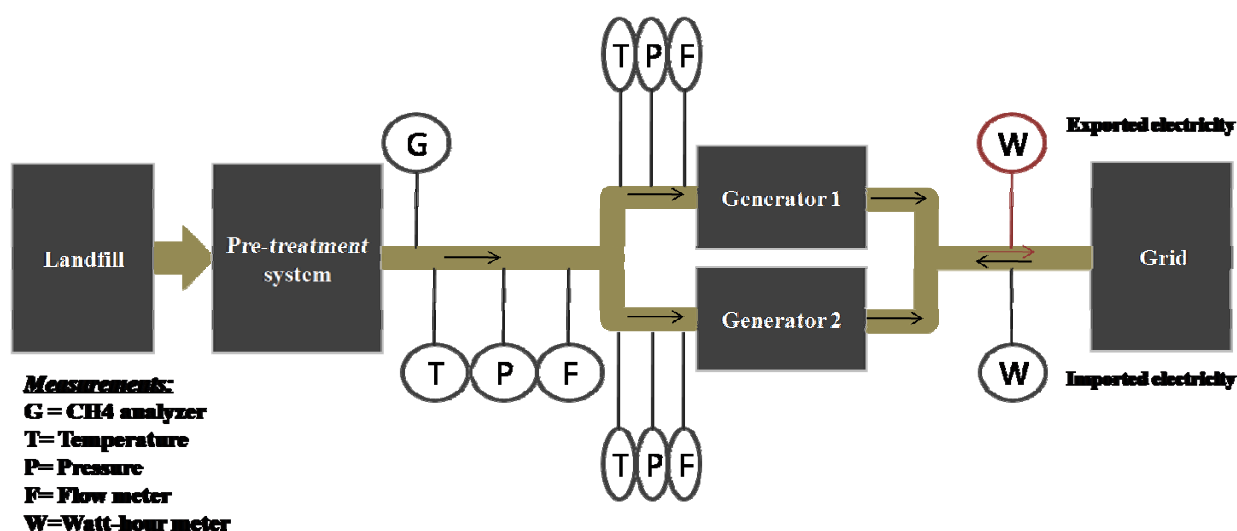 T P F
G
W
Exported electricity
Landfill
Pre-treatment
system
Generator 1
Generator 2
Grid
T P F
W
Imported electricity
T P F
Measurements:
G = CH4 analyzer
T= Temperature
P= Pressure
F= Flow meter
W=Watt-hour meter